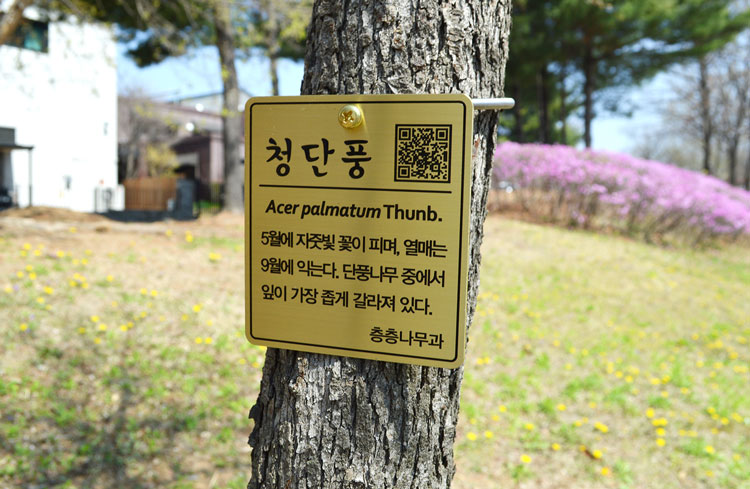 청단풍
Acer palmatum Thunb.
5월에 자줏빛 꽃이 피며, 열매는
9월에 익는다. 단풍나무 중에서
잎이 가장 좁게 갈라져 있다.
층층나무과